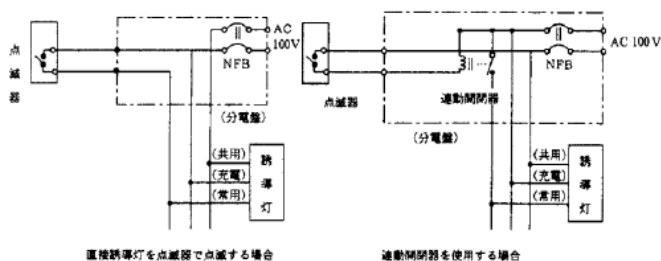 点滅器
AC
100V
NFB
(分電盤)
(共用)
(充電)
(常用)
誘導灯
直接誘導灯を点滅器で点滅する場合
点滅器
AC 100V
NFB
連動開閉器
(分電盤)
(共用)
(充電)
(常用)
誘導灯
連動開閉器を使用する場合